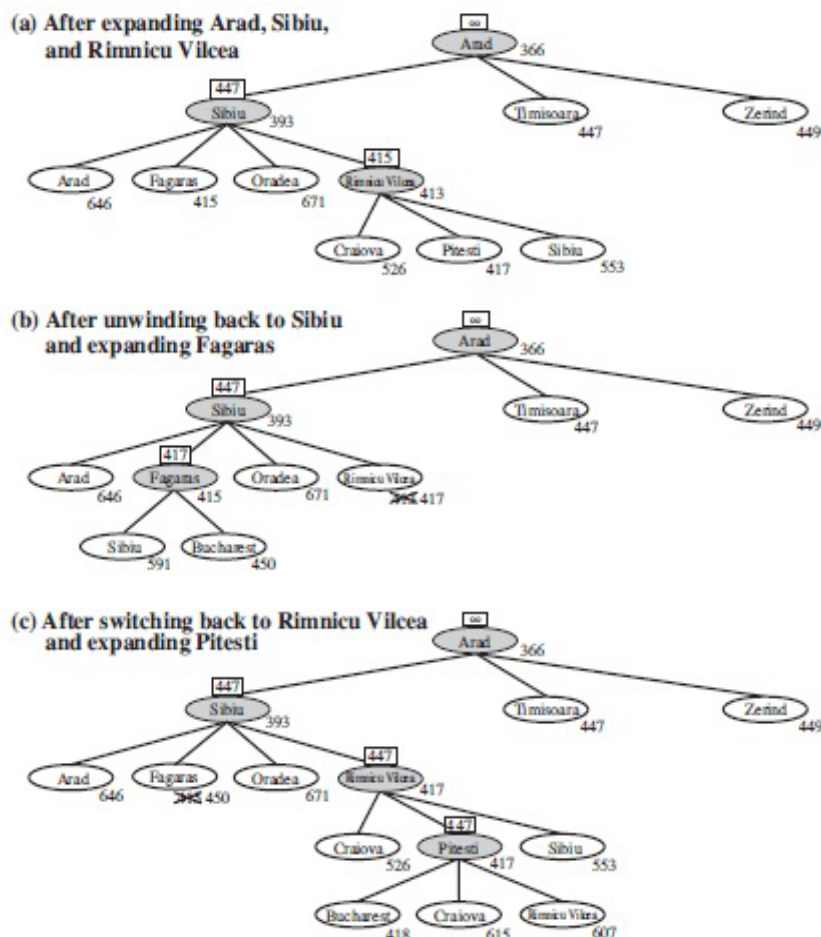 (a) After expanding Arad, Sibiu,
and Rimnicu Vilcea
∞
Arad
366
447
Sibiu
393
Timisoara
447
Zerind
449
Arad
646
Fagaras
415
Oradea
671
415
Rimnicu Vilcea
413
Craiova
526
Pitesti
417
Sibiu
553
(b) After unwinding back to Sibiu
and expanding Fagaras
∞
Arad
366
447
Sibiu
393
Timisoara
447
Zerind
449
Arad
646
417
Fagaras
415
Oradea
671
Rimnicu Vilcea
417
Sibiu
591
Bucharest
450
(c) After switching back to Rimnicu Vilcea
and expanding Pitesti
∞
Arad
366
447
Sibiu
393
Timisoara
447
Zerind
449
Arad
646
Fagaras
450
Oradea
671
447
Rimnicu Vilcea
417
Craiova
526
447
Pitesti
417
Sibiu
553
Bucharest
418
Craiova
615
Rimnicu Vilcea
607